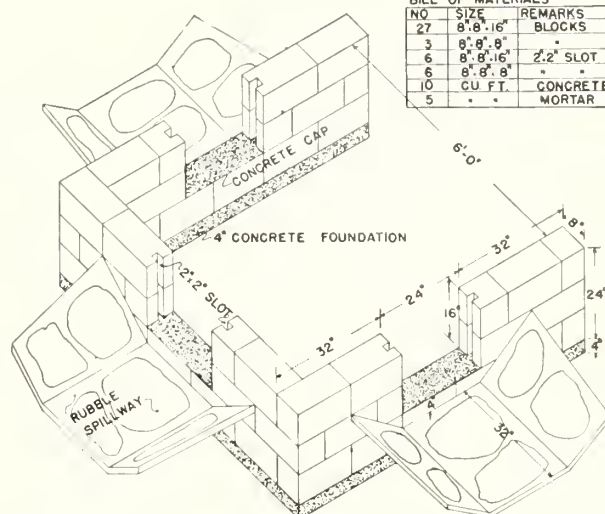 BILL OF MATERIALS
NO SIZE REMARKS
27 8"·8"·16" BLOCKS
3 8"·8"·8" "
6 8"·8"·16" 2"·2" SLOT
6 8"·8"·8" " "
10 CU. FT. CONCRETE
5 " " MORTAR
CONCRETE CAP
6'-0"
4" CONCRETE FOUNDATION
8"
32"
2"x2" SLOT
24"
16"
24"
4"
32"
4"
RUBBLE
SPILLWAY
32"